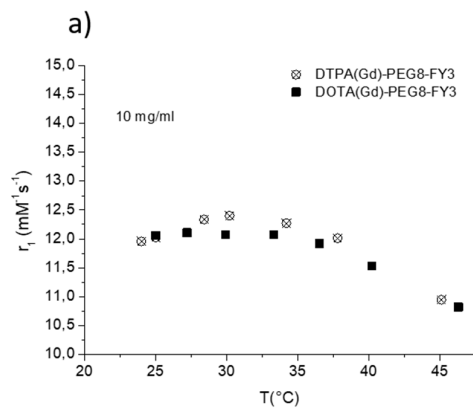 a)
15,0
14,5
14,0
13,5
13,0
12,5
12,0
11,5
11,0
10,5
10,0
r1 (mM-1s-1)
DTPA(Gd)-PEG8-FY3
DOTA(Gd)-PEG8-FY3
10 mg/ml
20 25 30 35 40 45
T(°C)